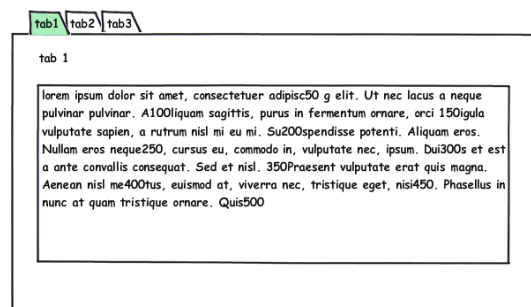 tab1 tab2 tab3
tab 1
lorem ipsum dolor sit amet, consectetuer adipisc50 g elit. Ut nec lacus a neque
pulvinar pulvinar. A100liquam sagittis, purus in fermentum ornare, orci 150igula
vulputate sapien, a rutrum nisl mi eu mi. Su200spendisse potenti. Aliquam eros.
Nullam eros neque250, cursus eu, commodo in, vulputate nec, ipsum. Dui300s et est
a ante convallis consequat. Sed et nisl. 350Praesent vulputate erat quis magna.
Aenean nisl me400tus, euismod at, viverra nec, tristique eget, nisi450. Phasellus in
nunc at quam tristique ornare. Quis500